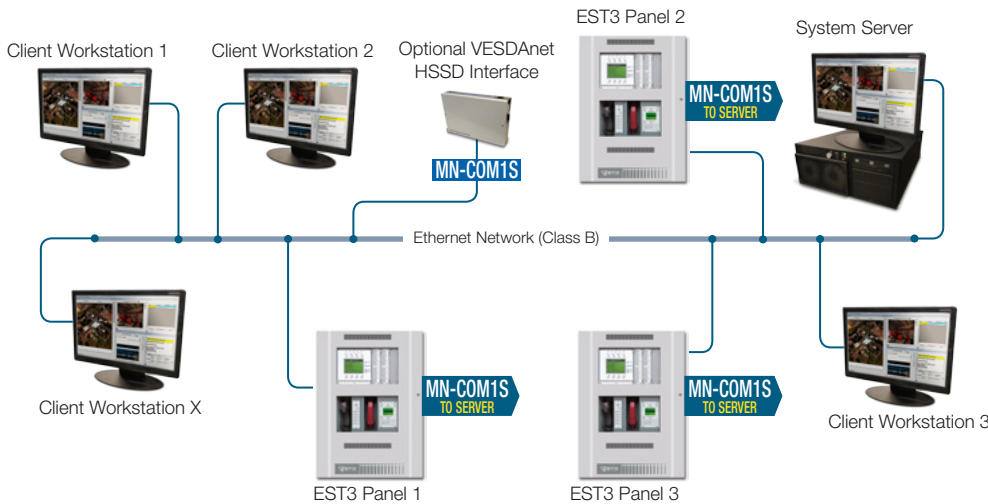 EST3 Panel 2
System Server
Client Workstation 1
Client Workstation 2
Optional VESDAnet
HSSD Interface
MN-COM1S
TO SERVER
MN-COM1S
Ethernet Network (Class B)
MN-COM1S
TO SERVER
MN-COM1S
TO SERVER
Client Workstation X
Client Workstation 3
EST3 Panel 1
EST3 Panel 3